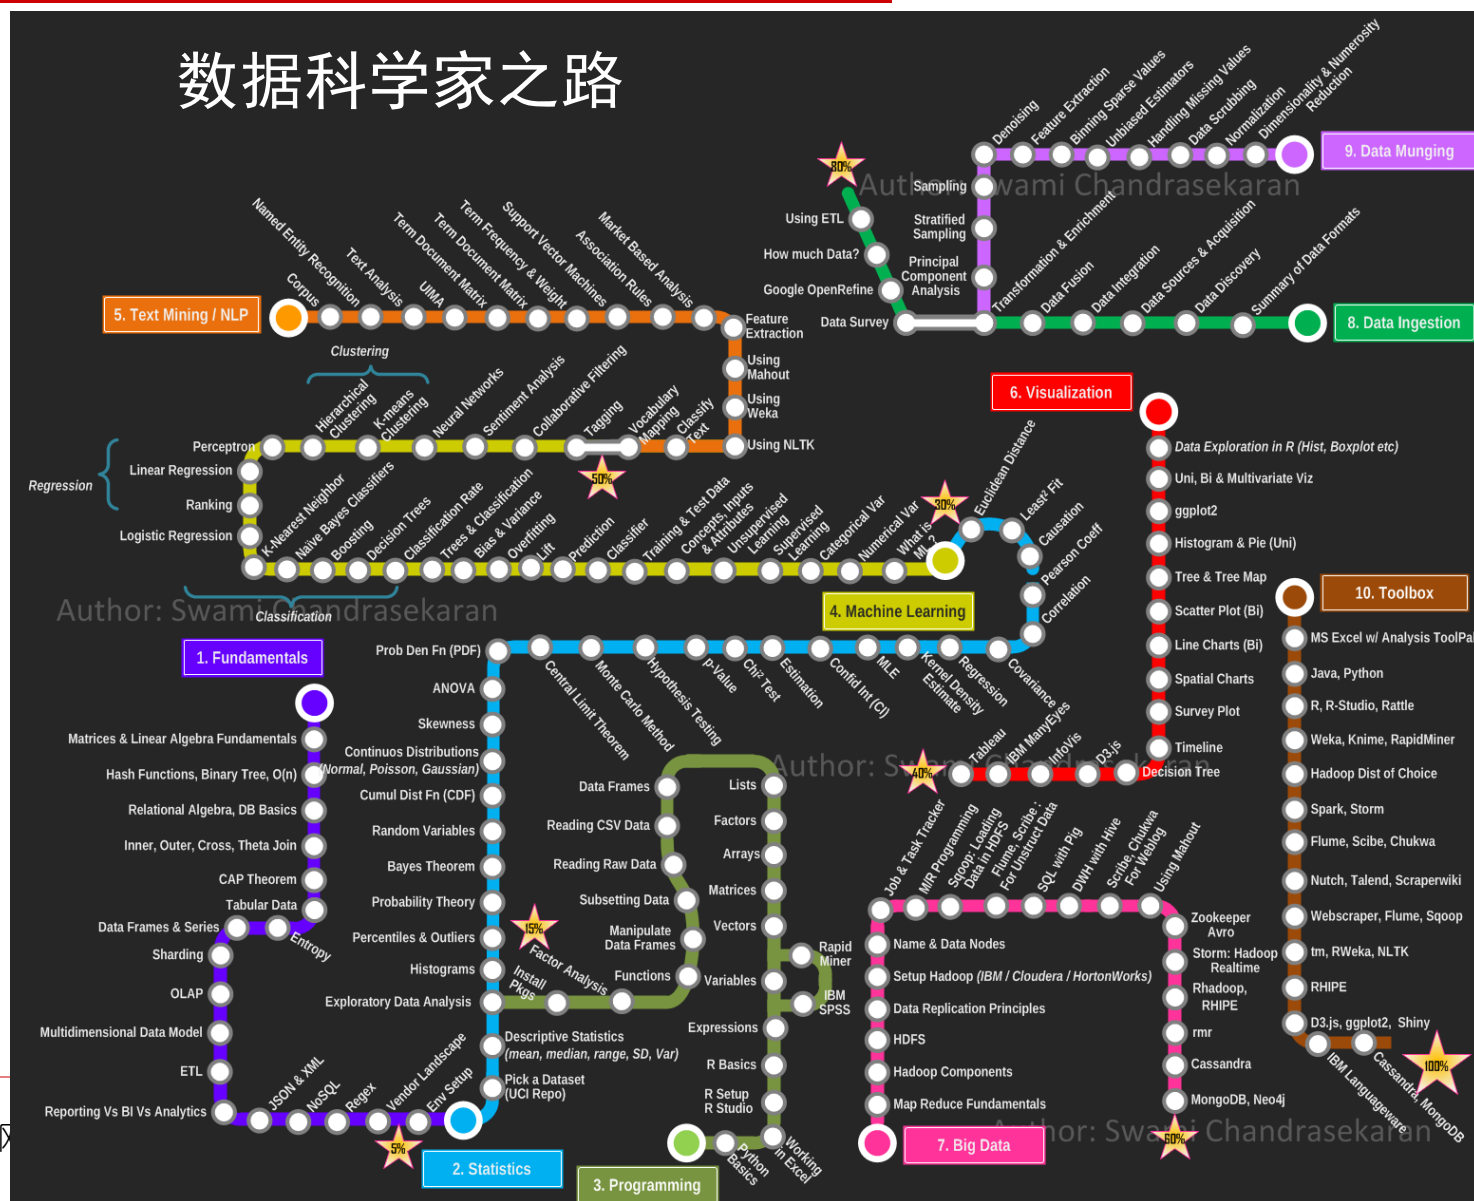 数据科学家之路
Author: Swami Chandrasekaran
Author: Swami Chandrasekaran
Author: Swami Chandrasekaran
Author: Swami Chandrasekaran
1. Fundamentals
Matrices & Linear Algebra Fundamentals
Hash Functions, Binary Tree, O(n)
Relational Algebra, DB Basics
Inner, Outer, Cross, Theta Join
CAP Theorem
Tabular Data
Entropy
Data Frames & Series
Sharding
OLAP
Multidimensional Data Model
ETL
Reporting Vs BI Vs Analytics
JSON & XML
NoSQL
Regex
Vendor Landscape
Env Setup
5%
2. Statistics
Pick a Dataset
(UCI Repo)
Descriptive Statistics
(mean, median, range, SD, Var)
Exploratory Data Analysis
Histograms
Percentiles & Outliers
Probability Theory
Bayes Theorem
Random Variables
Cumul Dist Fn (CDF)
Continuos Distributions
(Normal, Poisson, Gaussian)
Skewness
ANOVA
Prob Den Fn (PDF)
Central Limit Theorem
Monte Carlo Method
Hypothesis Testing
p-Value
Chi² Test
Estimation
Confid Int (CI)
MLE
Kernel Density
Estimate
Regression
Covariance
Correlation
Pearson Coeff
Causation
Least² Fit
Euclidean Distance
30%
3. Programming
Python
Basics
Working
in Excel
R Setup
R Studio
R Basics
Expressions
IBM
SPSS
Rapid
Miner
Variables
Vectors
Matrices
Arrays
Factors
Lists
Data Frames
Reading CSV Data
Reading Raw Data
Subsetting Data
Manipulate
Data Frames
Functions
Factor Analysis
Install
Pkgs
15%
4. Machine Learning
What is
ML?
Numerical Var
Categorical Var
Supervised
Learning
Unsupervised
Learning
Concepts, Inputs
& Attributes
Training & Test Data
Classifier
Prediction
Lift
Overfitting
Bias & Variance
Trees & Classification
Classification Rate
Decision Trees
Boosting
Naïve Bayes Classifiers
K-Nearest Neighbor
Classification
Logistic Regression
Ranking
Linear Regression
Regression
Perceptron
Hierarchical
Clustering
K-means
Clustering
Clustering
Neural Networks
Sentiment Analysis
Collaborative Filtering
Tagging
50%
5. Text Mining / NLP
Corpus
Named Entity Recognition
Text Analysis
UIMA
Term Document Matrix
Term Document Matrix
Term Frequency & Weight
Support Vector Machines
Association Rules
Market Based Analysis
Feature
Extraction
Using
Mahout
Using
Weka
Using NLTK
Classify
Text
Vocabulary
Mapping
6. Visualization
Data Exploration in R (Hist, Boxplot etc)
Uni, Bi & Multivariate Viz
ggplot2
Histogram & Pie (Uni)
Tree & Tree Map
Scatter Plot (Bi)
Line Charts (Bi)
Spatial Charts
Survey Plot
Timeline
Decision Tree
D3.js
InfoVis
IBM ManyEyes
Tableau
40%
7. Big Data
Map Reduce Fundamentals
Hadoop Components
HDFS
Data Replication Principles
Setup Hadoop (IBM / Cloudera / HortonWorks)
Name & Data Nodes
Job & Task Tracker
M/R Programming
Sqoop: Loading
Data in HDFS
Flume, Scribe :
For Unstruct Data
SQL with Pig
DWH with Hive
Scribe, Chukwa
For Weblog
Using Mahout
Zookeeper
Avro
Storm: Hadoop
Realtime
Rhadoop,
RHIPE
rmr
Cassandra
MongoDB, Neo4j
60%
8. Data Ingestion
Summary of Data Formats
Data Discovery
Data Sources & Acquisition
Data Integration
Data Fusion
Transformation & Enrichment
Data Survey
Google OpenRefine
How much Data?
Using ETL
80%
9. Data Munging
Dimensionality & Numerosity
Reduction
Normalization
Data Scrubbing
Handling Missing Values
Unbiased Estimators
Binning Sparse Values
Feature Extraction
Denoising
Sampling
Stratified
Sampling
Principal
Component
Analysis
10. Toolbox
MS Excel w/ Analysis ToolPa
Java, Python
R, R-Studio, Rattle
Weka, Knime, RapidMiner
Hadoop Dist of Choice
Spark, Storm
Flume, Scibe, Chukwa
Nutch, Talend, Scraperwiki
Webscraper, Flume, Sqoop
tm, RWeka, NLTK
RHIPE
D3.js, ggplot2, Shiny
IBM Languageware
Cassandra, MongoDB
100%